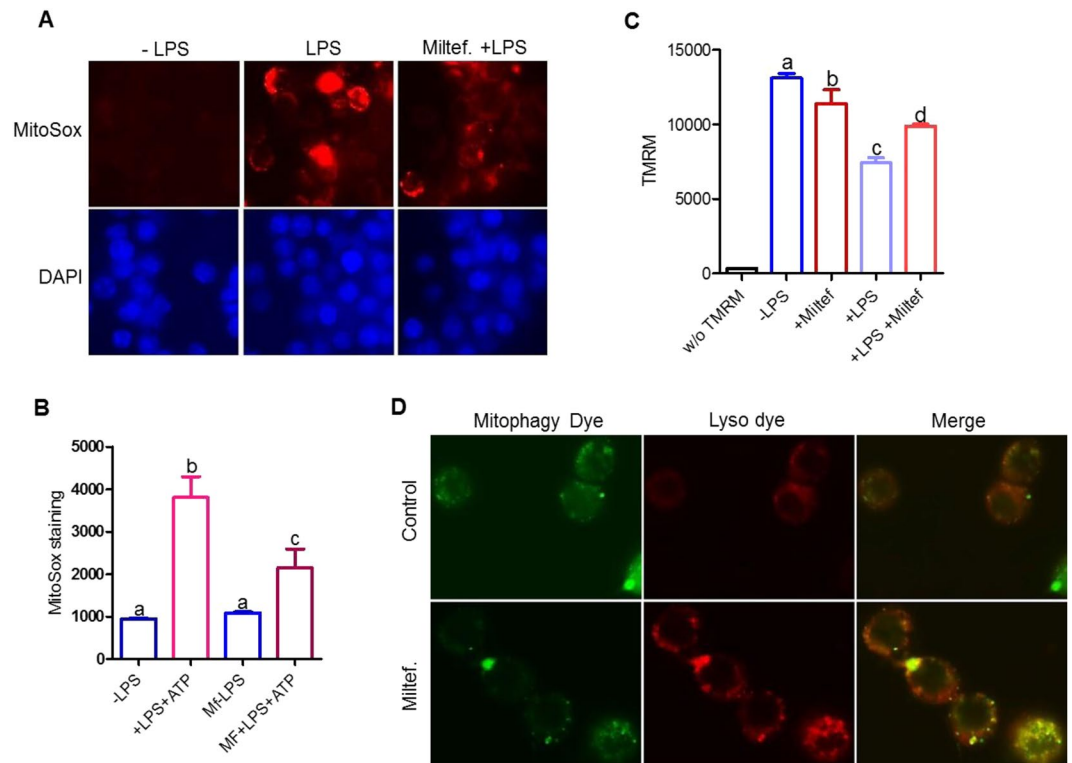 A
- LPS LPS Miltef. +LPS
MitoSox
DAPI
B
5000
4000
3000
2000
1000
0
MitoSox staining
a
b
a
c
-LPS
+LPS+ATP
Mf-LPS
MF+LPS+ATP
C
15000
10000
5000
0
TMRM
a
b
c
d
w/o TMRM
-LPS
+Miltef
+LPS
+LPS +Miltef
D
Mitophagy Dye Lyso dye Merge
Control
Miltef.